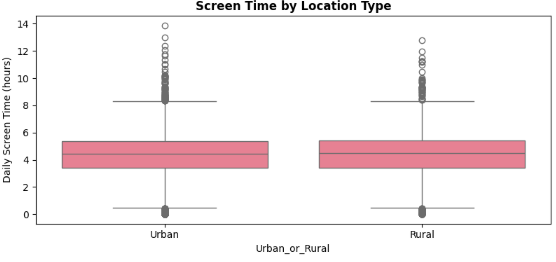 Screen Time by Location Type
Daily Screen Time (hours)
14
12
10
8
6
4
2
0
Urban
Rural
Urban_or_Rural